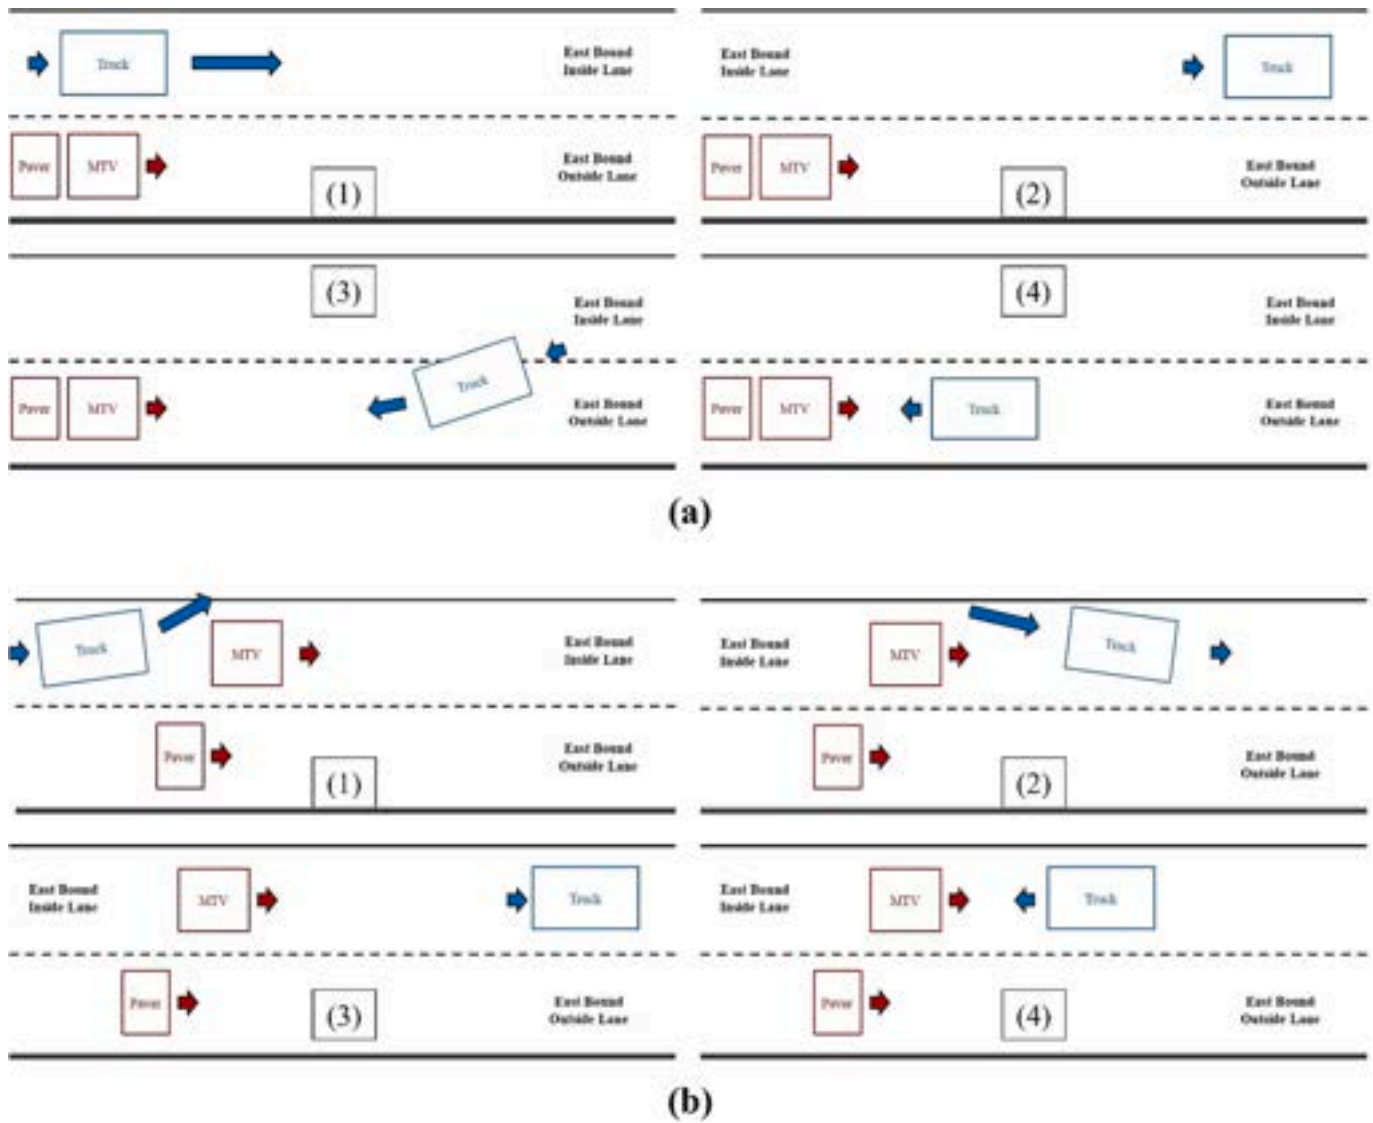 Truck
East Bound
Inside Lane
Paver
MTV
East Bound
Outside Lane
(1)
East Bound
Inside Lane
Truck
Paver
MTV
East Bound
Outside Lane
(2)
(3)
East Bound
Inside Lane
Truck
Paver
MTV
East Bound
Outside Lane
(4)
East Bound
Inside Lane
Paver
MTV
Truck
East Bound
Outside Lane
(a)
Truck
MTV
East Bound
Inside Lane
Paver
East Bound
Outside Lane
(1)
East Bound
Inside Lane
MTV
Truck
Paver
East Bound
Outside Lane
(2)
East Bound
Inside Lane
MTV
Truck
Paver
(3)
East Bound
Outside Lane
East Bound
Inside Lane
MTV
Truck
Paver
(4)
East Bound
Outside Lane
(b)